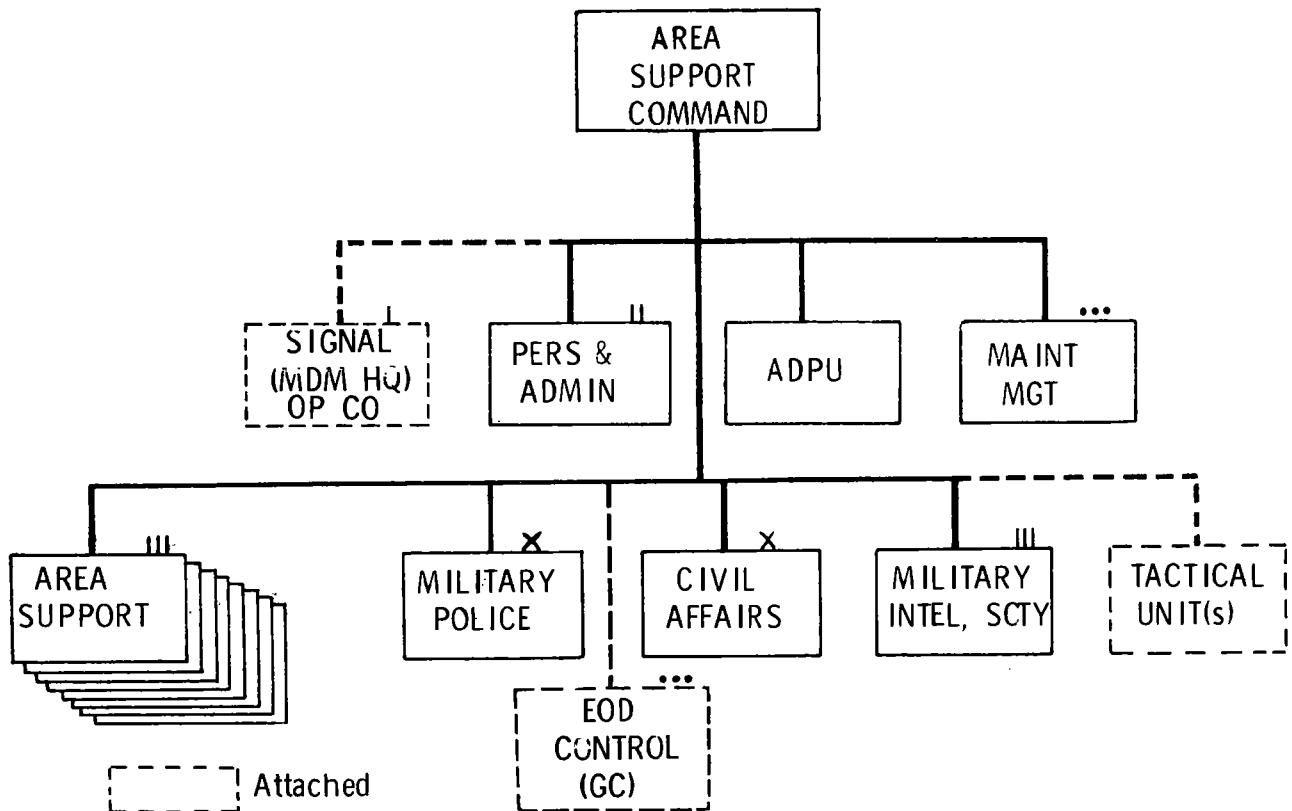 AREA
SUPPORT
COMMAND
SIGNAL
(MDM HQ)
OP CO
PERS &
ADMIN
ADPU
MAINT
MGT
AREA
SUPPORT
MILITARY
POLICE
CIVIL
AFFAIRS
MILITARY
INTEL, SCTY
TACTICAL
UNIT(s)
EOD
CONTROL
(GC)
Attached